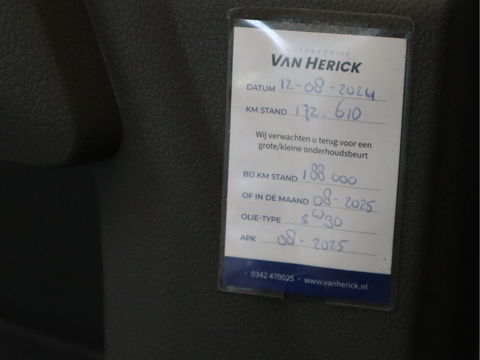 AUTOBEDRIJF
VAN HERICK
DATUM 12-08-2024
KM STAND 172.610
Wij verwachten u terug voor een
grote/kleine onderhoudsbeurt
BIJ KM STAND 188 000
OF IN DE MAAND 08-2025
OLIE-TYPE 5W30
APK 08-2025
0342 470025 - www.vanherick.nl